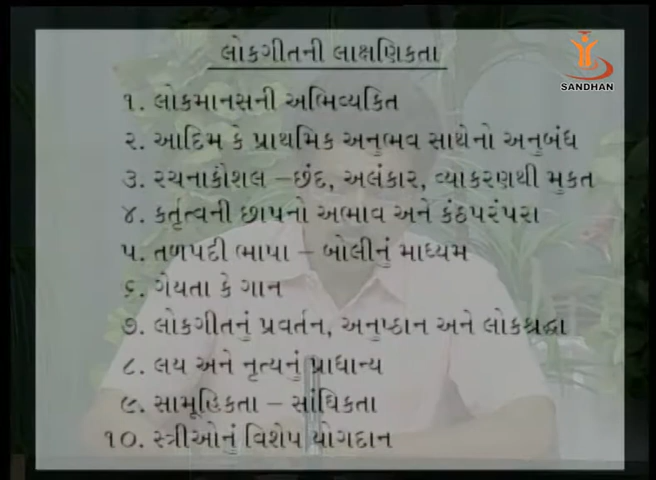 લોકગીતની લાક્ષણિકતા
SANDHAN
૧. લોકમાનસની અભિવ્યકિત
૨. આદિમ કે પ્રાથમિક અનુભવ સાથેનો અનુબંધ
૩. રચનાકૌશલ – છંદ, અલંકાર, વ્યાકરણથી મુકત
૪. કર્તૃત્વની છાપનો અભાવ અને કંઠપરંપરા
૫. તળપદી ભાષા – બોલીનું માધ્યમ
૬. ગેયતા કે ગાન
૭. લોકગીતનું પ્રવર્તન, અનુષ્ઠાન અને લોકશ્રદ્ધા
૮. લય અને નૃત્યનું પ્રાધાન્ય
૯. સામૂહિકતા – સાંઘિકતા
૧૦. સ્ત્રીઓનું વિશેષ યોગદાન